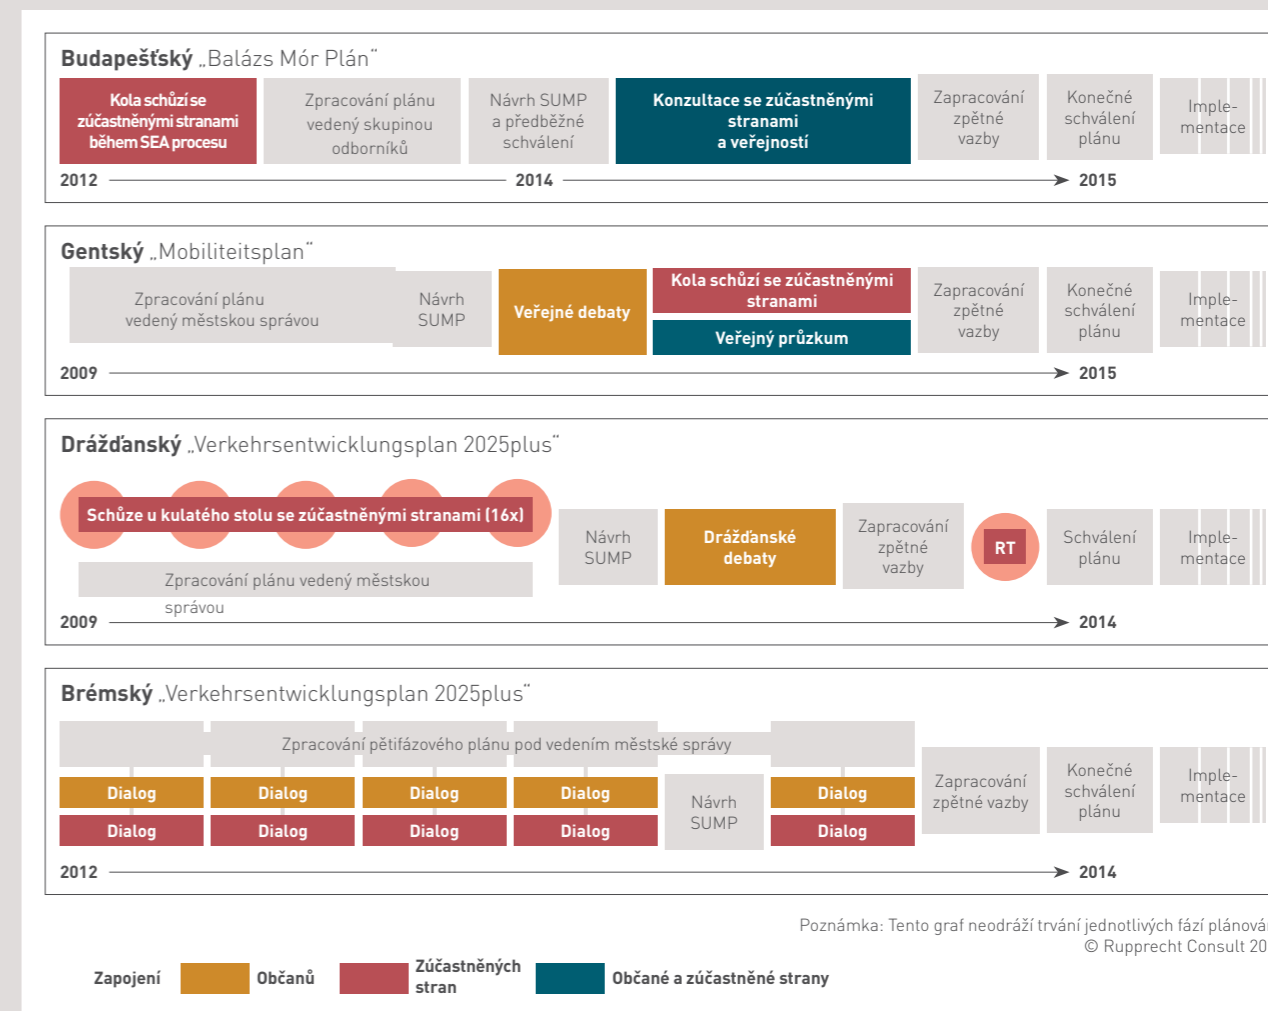 Budapešťský „Balázs Mór Plán“
Kola schůzí se
zúčastněnými stranami
během SEA procesu
Zpracování plánu
vedený skupinou
odborníků
Návrh SUMP
a předběžné
schválení
Konzultace se zúčastněnými
stranami
a veřejností
Zapracování
zpětné
vazby
Konečné
schválení
plánu
Imple-
mentace
2012
2014
2015
Gentský „Mobiliteitsplan“
Zpracování plánu
vedený městskou správou
Návrh
SUMP
Veřejné debaty
Kola schůzí se zúčastněnými
stranami
Veřejný průzkum
Zapracování
zpětné
vazby
Konečné
schválení
plánu
Imple-
mentace
2009
2015
Drážďanský „Verkehrsentwicklungsplan 2025plus“
Schůze u kulatého stolu se zúčastněnými stranami (16x)
Zpracování plánu vedený městskou
správou
Návrh
SUMP
Drážďanské
debaty
Zapracování
zpětné
vazby
RT
Schválení
plánu
Imple-
mentace
2009
2014
Brémský „Verkehrsentwicklungsplan 2025plus“
Zpracování pětifázového plánu pod vedením městské správy
Dialog
Dialog
Dialog
Dialog
Dialog
Dialog
Dialog
Dialog
Dialog
Dialog
Návrh
SUMP
Zapracování
zpětné vazby
Konečné
schválení
plánu
Imple-
mentace
2012
2014
Poznámka: Tento graf neodráží trvání jednotlivých fází
© Rupprecht Consult
Zapojení
Občanů
Zúčastněných
stran
Občané a zúčastněné strany